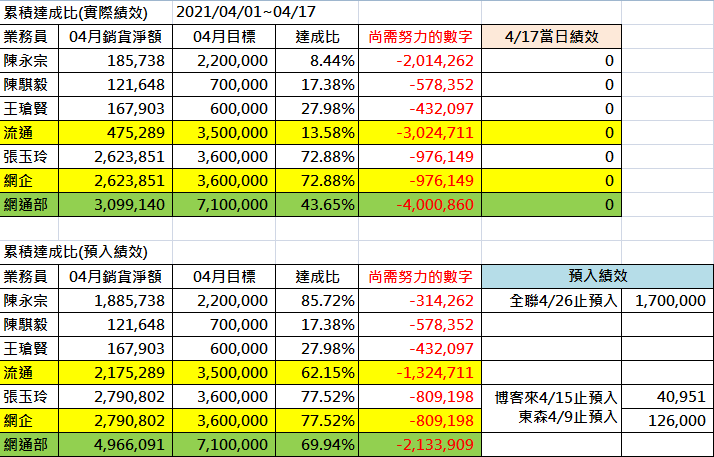 累積達成比(實際績效) 2021/04/01~04/17
業務員 04月銷貨淨額 04月目標 達成比 尚需努力的數字 4/17當日績效
陳永宗 185,738 2,200,000 8.44% -2,014,262 0
陳騏毅 121,648 700,000 17.38% -578,352 0
王瑲賢 167,903 600,000 27.98% -432,097 0
流通 475,289 3,500,000 13.58% -3,024,711 0
張玉玲 2,623,851 3,600,000 72.88% -976,149 0
網企 2,623,851 3,600,000 72.88% -976,149 0
網通部 3,099,140 7,100,000 43.65% -4,000,860 0
累積達成比(預入績效)
業務員 04月銷貨淨額 04月目標 達成比 尚需努力的數字 預入績效
陳永宗 1,885,738 2,200,000 85.72% -314,262 全聯4/26止預入 1,700,000
陳騏毅 121,648 700,000 17.38% -578,352
王瑲賢 167,903 600,000 27.98% -432,097
流通 2,175,289 3,500,000 62.15% -1,324,711
張玉玲 2,790,802 3,600,000 77.52% -809,198 博客來4/15止預入 40,951
網企 2,790,802 3,600,000 77.52% -809,198 東森4/9止預入 126,000
網通部 4,966,091 7,100,000 69.94% -2,133,909